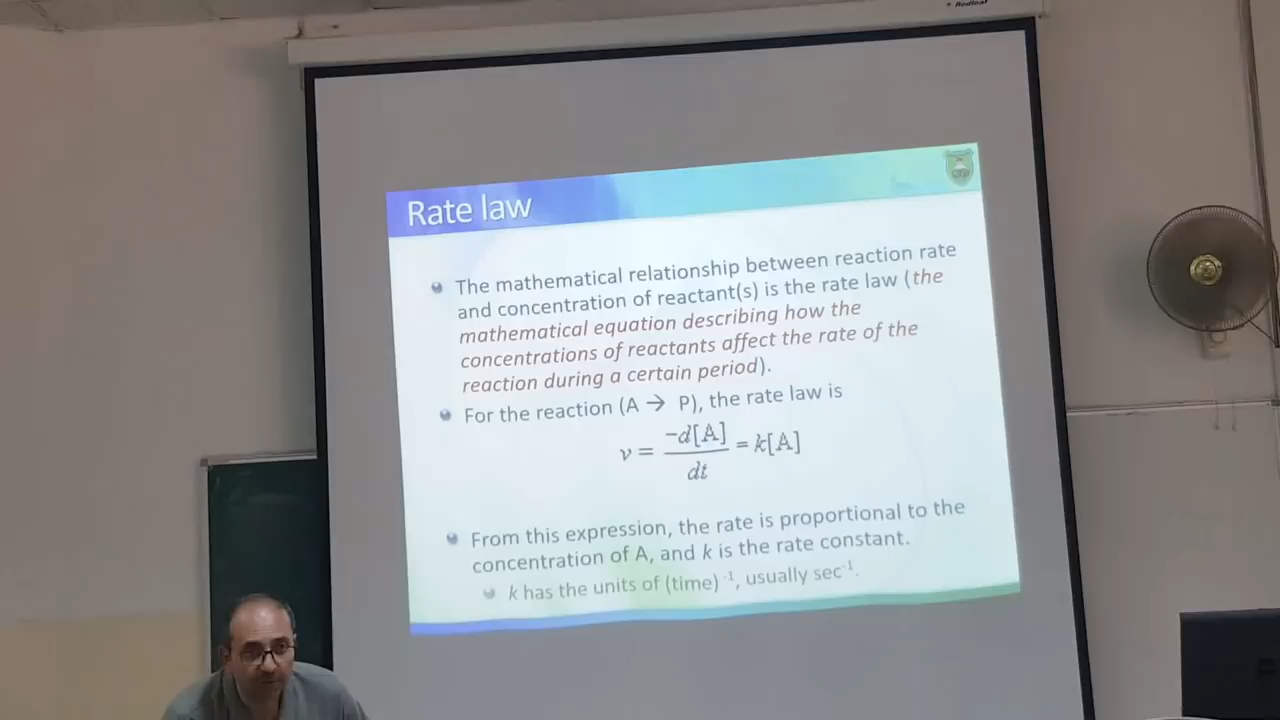 Redleaf
Rate law
The mathematical relationship between reaction rate
and concentration of reactant(s) is the rate law (the
mathematical equation describing how the
concentrations of reactants affect the rate of the
reaction during a certain period).
For the reaction (A → P), the rate law is
v = -d[A]/dt = k[A]
From this expression, the rate is proportional to the
concentration of A, and k is the rate constant.
k has the units of (time)⁻¹, usually sec⁻¹.